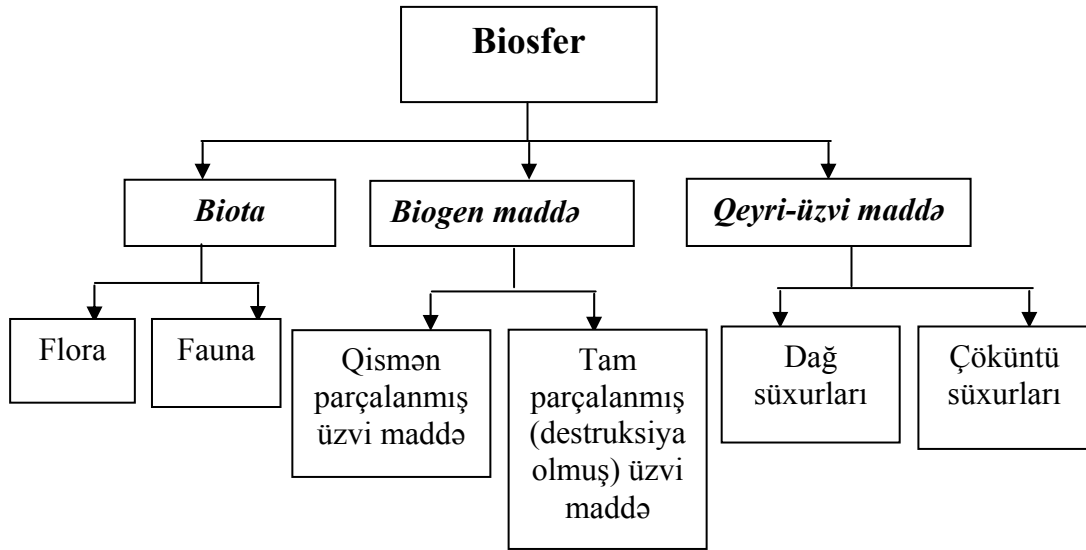 Biosfer
Biota
Biogen maddə
Qeyri-üzvi maddə
Flora
Fauna
Qismən
parçalanmış
üzvi maddə
Tam
parçalanmış
(destruksiya
olmuş) üzvi
maddə
Dağ
süxurları
Çöküntü
süxurları